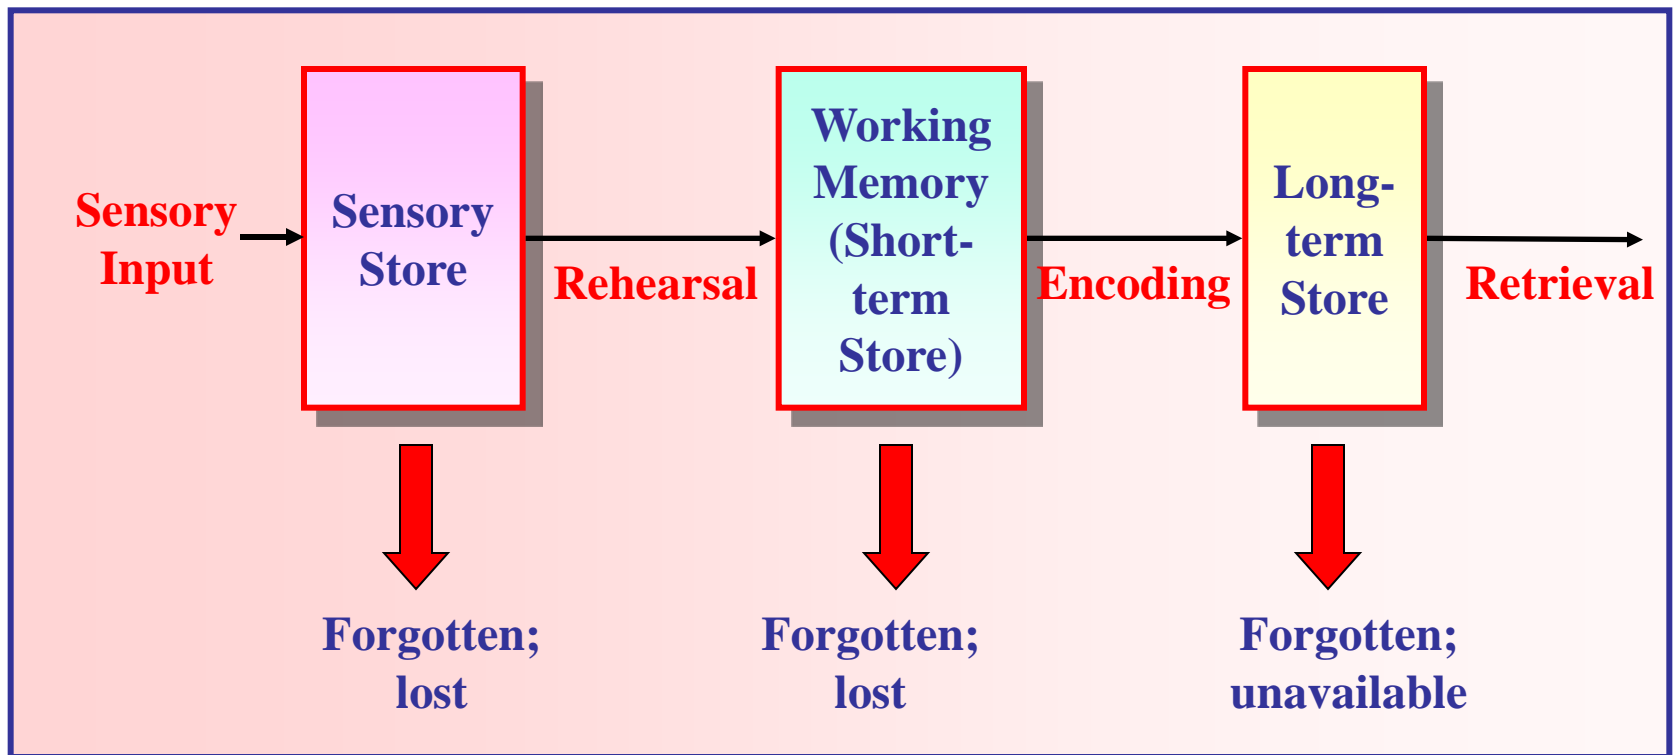 Sensory
Input
Sensory
Store
Rehearsal
Working
Memory
(Short-
term
Store)
Encoding
Long-
term
Store
Retrieval
Forgotten;
lost
Forgotten;
lost
Forgotten;
unavailable